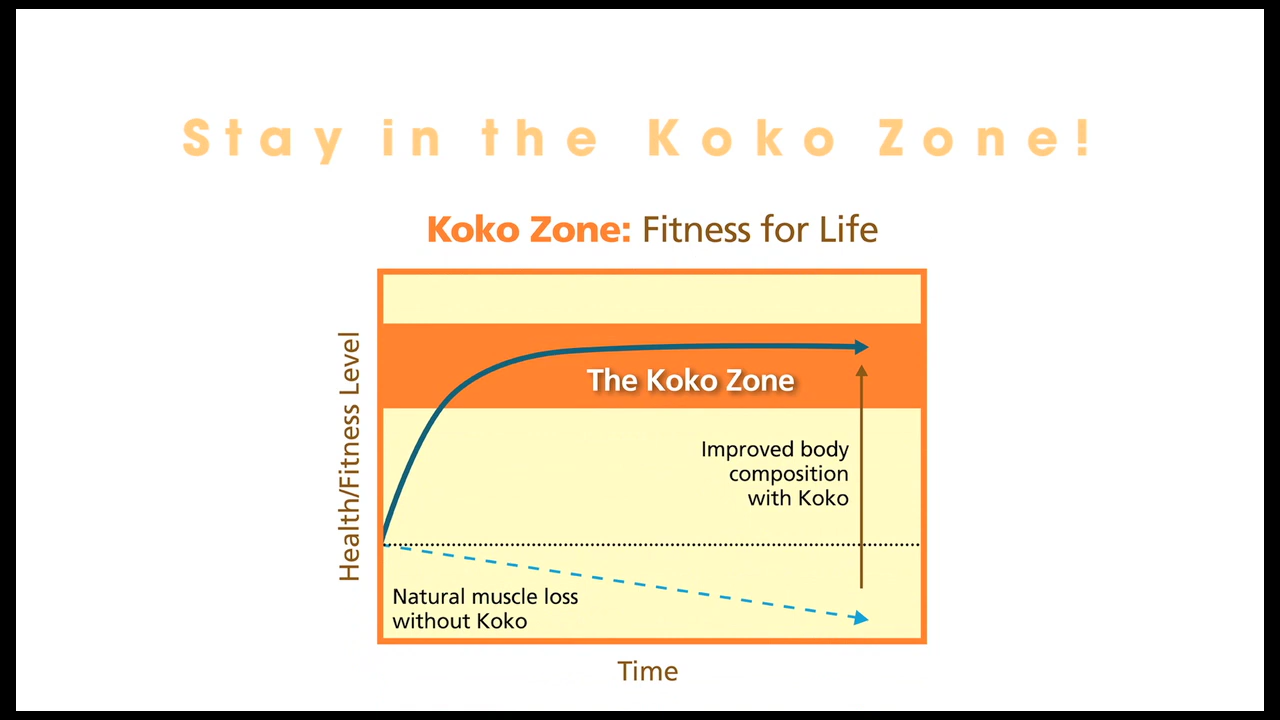 Stay in the Koko Zone!
Koko Zone: Fitness for Life
Health/Fitness Level
The Koko Zone
Improved body
composition
with Koko
Natural muscle loss
without Koko
Time